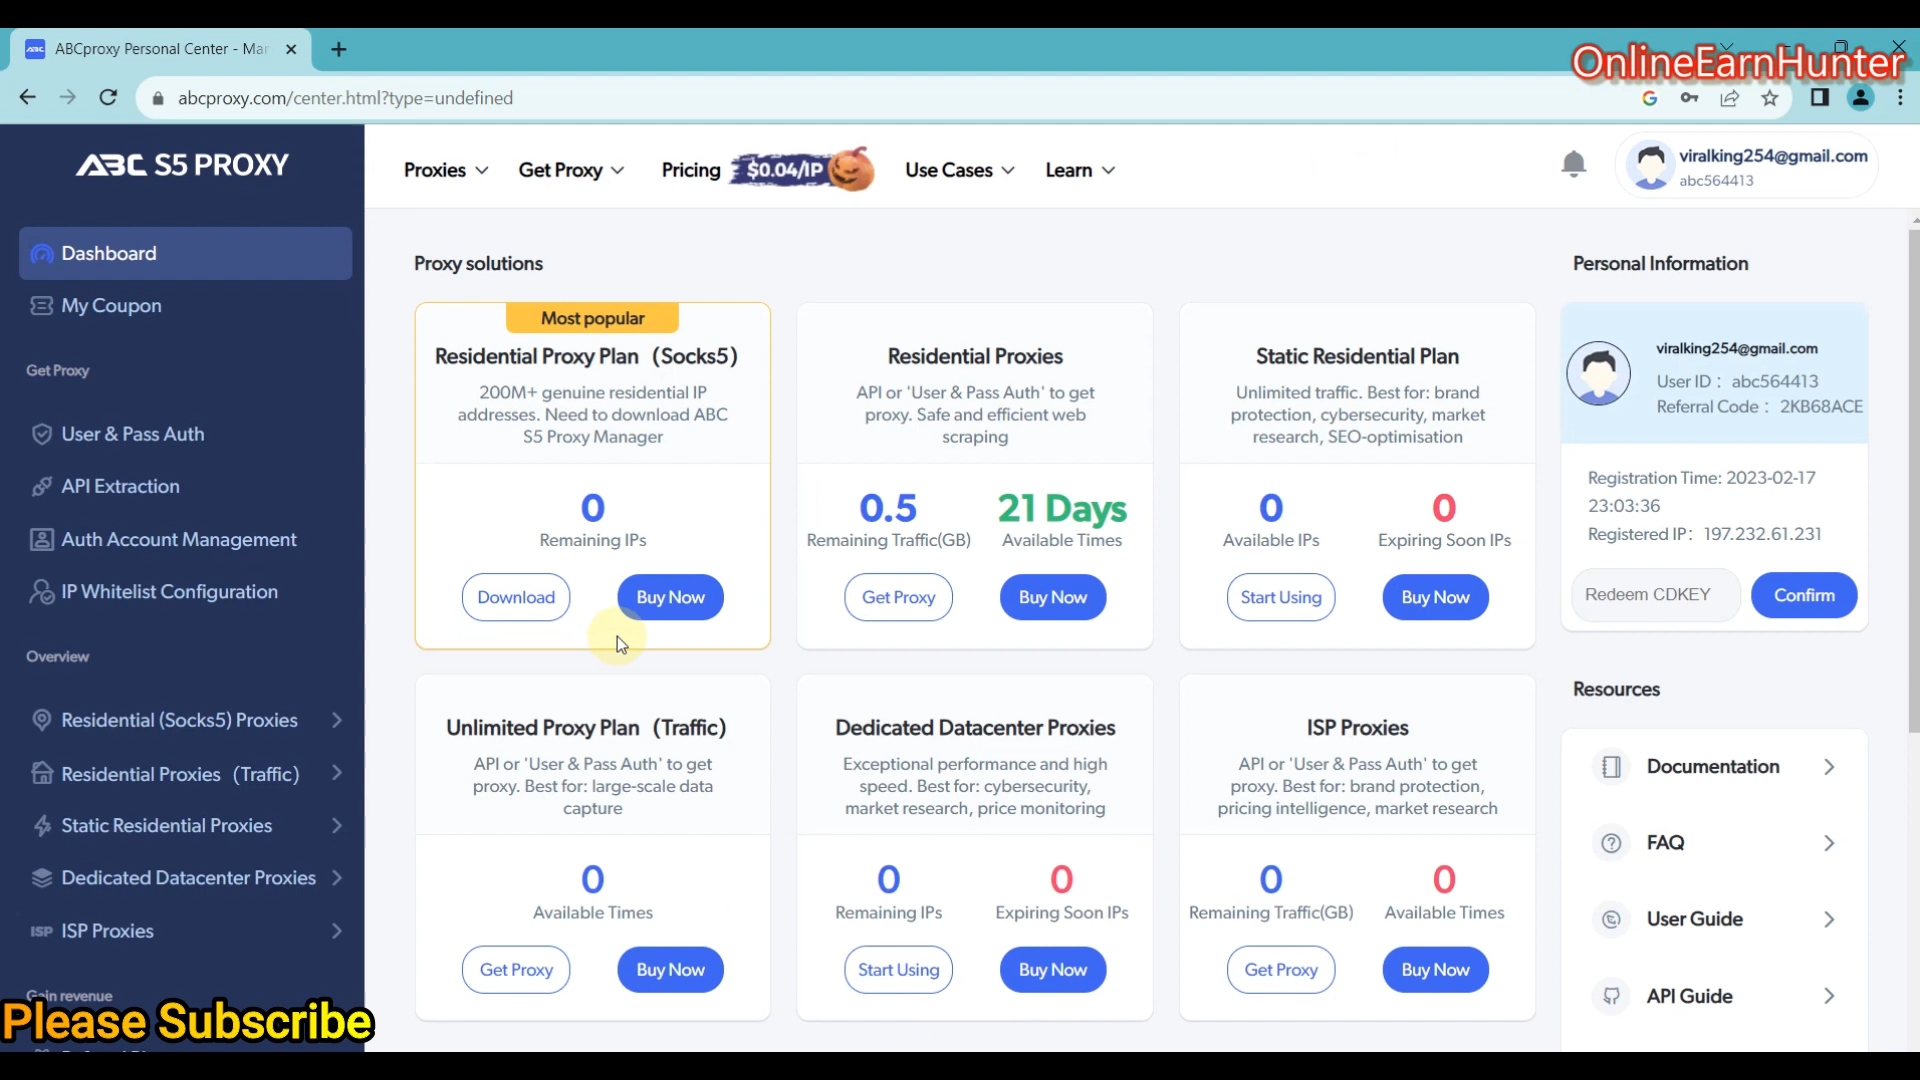 ABCproxy Personal Center - Mar
OnlineEarnHunter
abcproxy.com/center.html?type=undefined
ABC S5 PROXY
Proxies
Get Proxy
Pricing
$0.04/IP
Use Cases
Learn
viralking254@gmail.com
abc564413
Dashboard
My Coupon
Get Proxy
User & Pass Auth
API Extraction
Auth Account Management
IP Whitelist Configuration
Overview
Residential (Socks5) Proxies
Residential Proxies（Traffic）
Static Residential Proxies
Dedicated Datacenter Proxies
ISP ISP Proxies
Gain revenue
Please Subscribe
Proxy solutions
Most popular
Residential Proxy Plan（Socks5）
200M+ genuine residential IP
addresses. Need to download ABC
S5 Proxy Manager
0
Remaining IPs
Download
Buy Now
Residential Proxies
API or 'User & Pass Auth' to get
proxy. Safe and efficient web
scraping
0.5
Remaining Traffic(GB)
21 Days
Available Times
Get Proxy
Buy Now
Static Residential Plan
Unlimited traffic. Best for: brand
protection, cybersecurity, market
research, SEO-optimisation
0
Available IPs
0
Expiring Soon IPs
Start Using
Buy Now
Unlimited Proxy Plan（Traffic）
API or 'User & Pass Auth' to get
proxy. Best for: large-scale data
capture
0
Available Times
Get Proxy
Buy Now
Dedicated Datacenter Proxies
Exceptional performance and high
speed. Best for: cybersecurity,
market research, price monitoring
0
Remaining IPs
0
Expiring Soon IPs
Start Using
Buy Now
ISP Proxies
API or 'User & Pass Auth' to get
proxy. Best for: brand protection,
pricing intelligence, market research
0
Remaining Traffic(GB)
0
Available Times
Get Proxy
Buy Now
Personal Information
viralking254@gmail.com
User ID： abc564413
Referral Code： 2KB68ACE
Registration Time: 2023-02-17
23:03:36
Registered IP： 197.232.61.231
Redeem CDKEY
Confirm
Resources
Documentation
FAQ
User Guide
API Guide